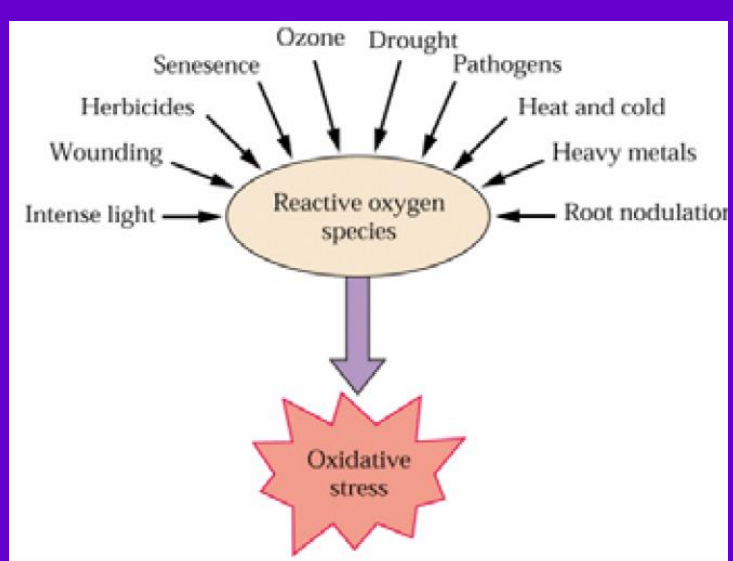 Ozone
Drought
Senesence
Pathogens
Herbicides
Heat and cold
Wounding
Heavy metals
Intense light
Reactive oxygen
species
Root nodulation
Oxidative
stress